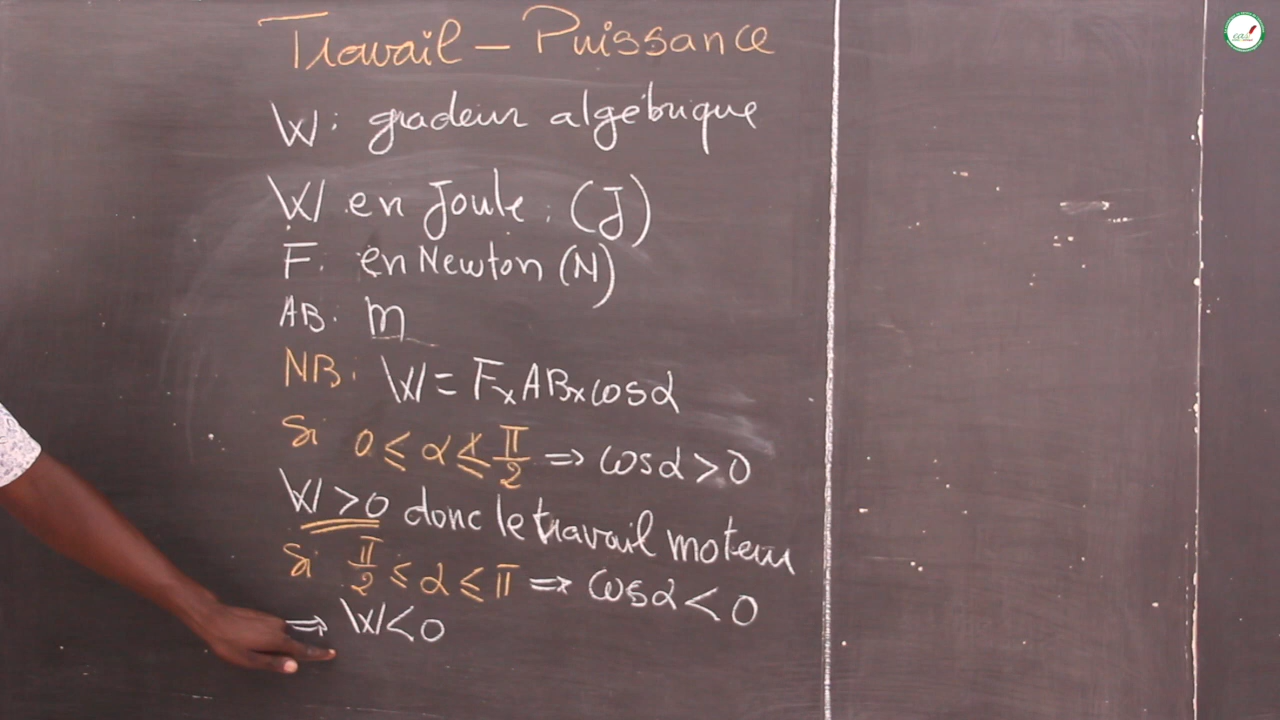 Travail - Puissance
W: gradeur algébrique
W en Joule: (J)
F: en Newton (N)
AB: m
NB: W = F x AB x cos α
Si 0 ≤ α ≤ π/2 ⇒ cos α > 0
W > 0 donc le travail moteur
Si π/2 ≤ α ≤ π ⇒ cos α < 0
⇒ W < 0